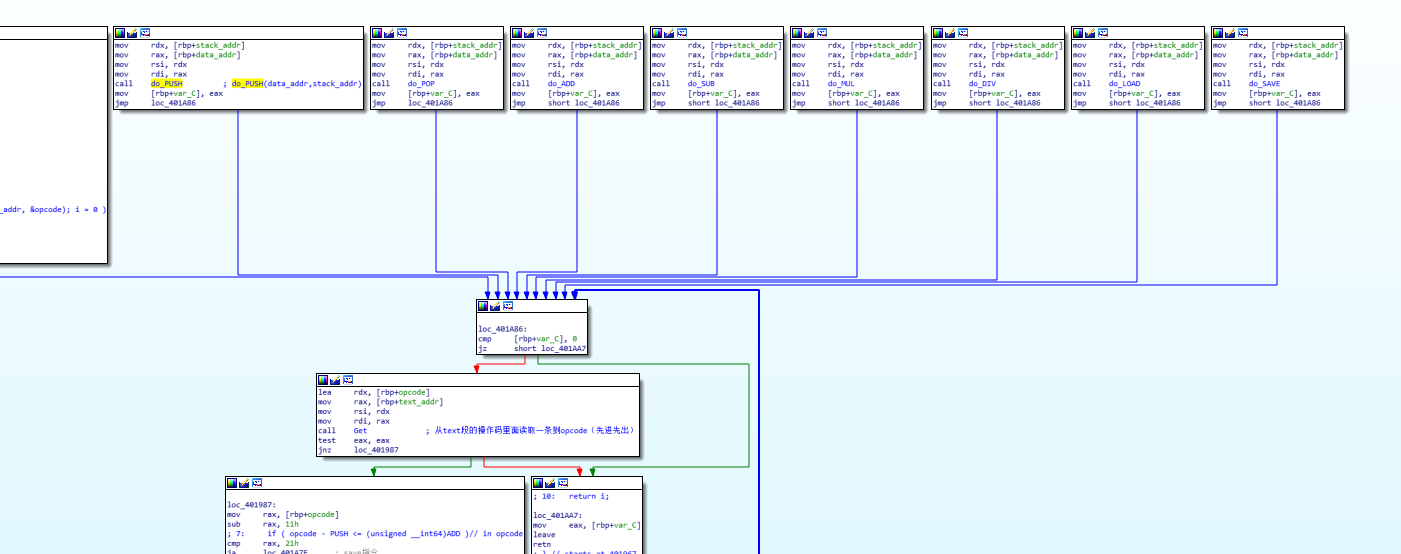 _addr, &opcode); i = 0 )
mov rdx, [rbp+stack_addr]
mov rax, [rbp+data_addr]
mov rsi, rdx
mov rdi, rax
call do_PUSH ; do_PUSH(data_addr,stack_addr)
mov [rbp+var_C], eax
jmp loc_401A86
mov rdx, [rbp+stack_addr]
mov rax, [rbp+data_addr]
mov rsi, rdx
mov rdi, rax
call do_POP
mov [rbp+var_C], eax
jmp loc_401A86
mov rdx, [rbp+stack_addr]
mov rax, [rbp+data_addr]
mov rsi, rdx
mov rdi, rax
call do_ADD
mov [rbp+var_C], eax
jmp short loc_401A86
mov rdx, [rbp+stack_addr]
mov rax, [rbp+data_addr]
mov rsi, rdx
mov rdi, rax
call do_SUB
mov [rbp+var_C], eax
jmp short loc_401A86
mov rdx, [rbp+stack_addr]
mov rax, [rbp+data_addr]
mov rsi, rdx
mov rdi, rax
call do_MUL
mov [rbp+var_C], eax
jmp short loc_401A86
mov rdx, [rbp+stack_addr]
mov rax, [rbp+data_addr]
mov rsi, rdx
mov rdi, rax
call do_DIV
mov [rbp+var_C], eax
jmp short loc_401A86
mov rdx, [rbp+stack_addr]
mov rax, [rbp+data_addr]
mov rsi, rdx
mov rdi, rax
call do_LOAD
mov [rbp+var_C], eax
jmp short loc_401A86
mov rdx, [rbp+stack_addr]
mov rax, [rbp+data_addr]
mov rsi, rdx
mov rdi, rax
call do_SAVE
mov [rbp+var_C], eax
jmp short loc_401A86
loc_401A86:
cmp [rbp+var_C], 0
jz short loc_401AA7
lea rdx, [rbp+opcode]
mov rax, [rbp+text_addr]
mov rsi, rdx
mov rdi, rax
call Get ; 从text段的操作码里面读取一条到opcode（先进先出）
test eax, eax
jnz loc_401987
loc_401987:
mov rax, [rbp+opcode]
sub rax, 11h
; 7: if ( opcode - PUSH <= (unsigned __int64)ADD )// in opcode
cmp rax, 21h
ja loc_401A7F ; save指令
; 10: return i;
loc_401AA7:
mov eax, [rbp+var_C]
leave
retn
; } // starts at 401967